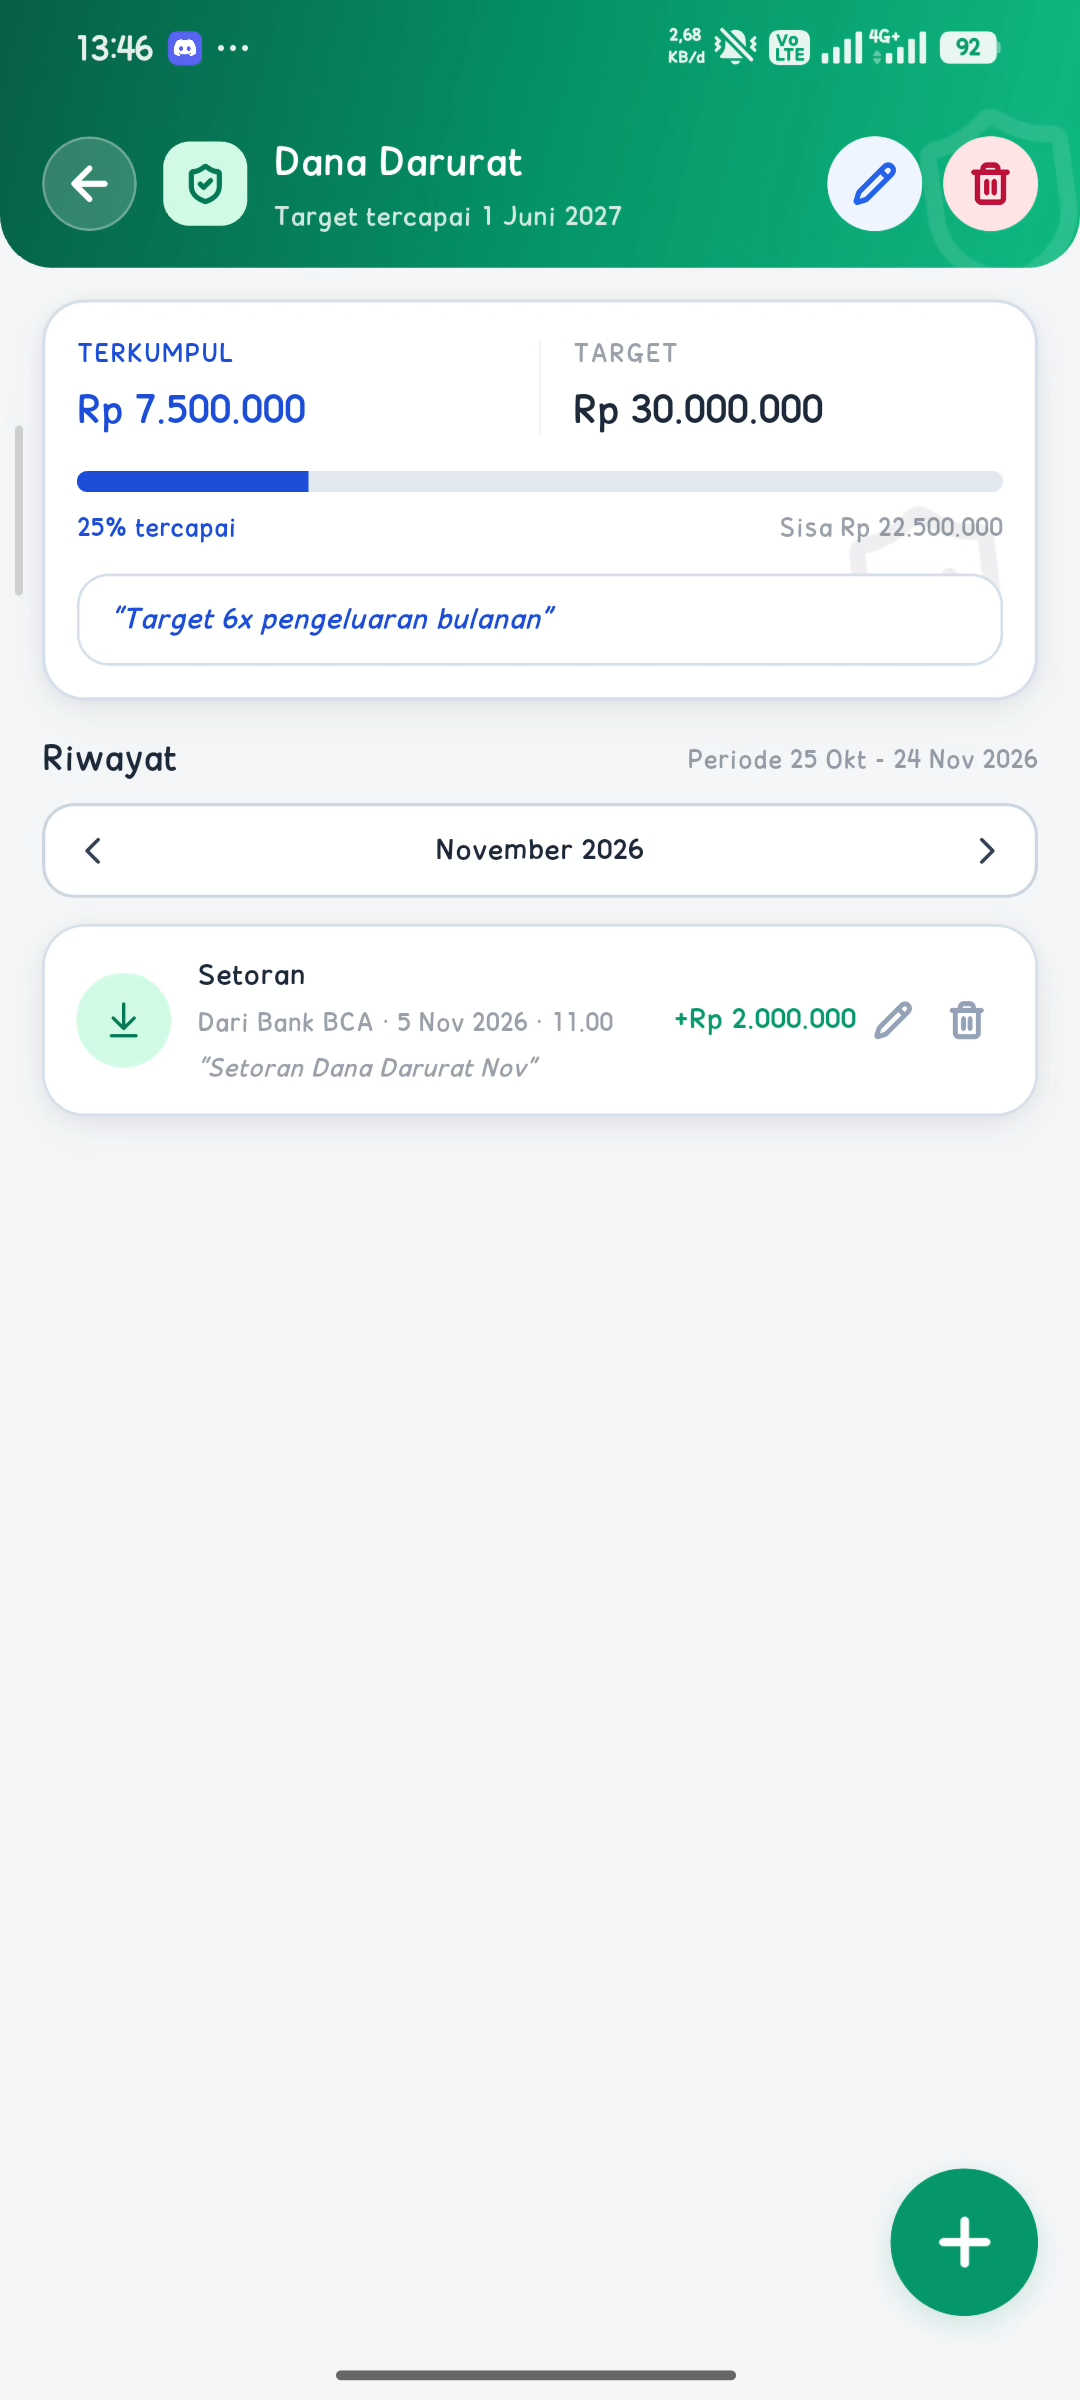 13:46
2,68
KB/d
Vo
LTE
4G+
92
Dana Darurat
Target tercapai 1 Juni 2027
TERKUMPUL
TARGET
Rp 7.500.000
Rp 30.000.000
25% tercapai
Sisa Rp 22.500.000
“Target 6x pengeluaran bulanan”
Riwayat
Periode 25 Okt - 24 Nov 2026
November 2026
Setoran
Dari Bank BCA · 5 Nov 2026 · 11.00
+Rp 2.000.000
“Setoran Dana Darurat Nov”